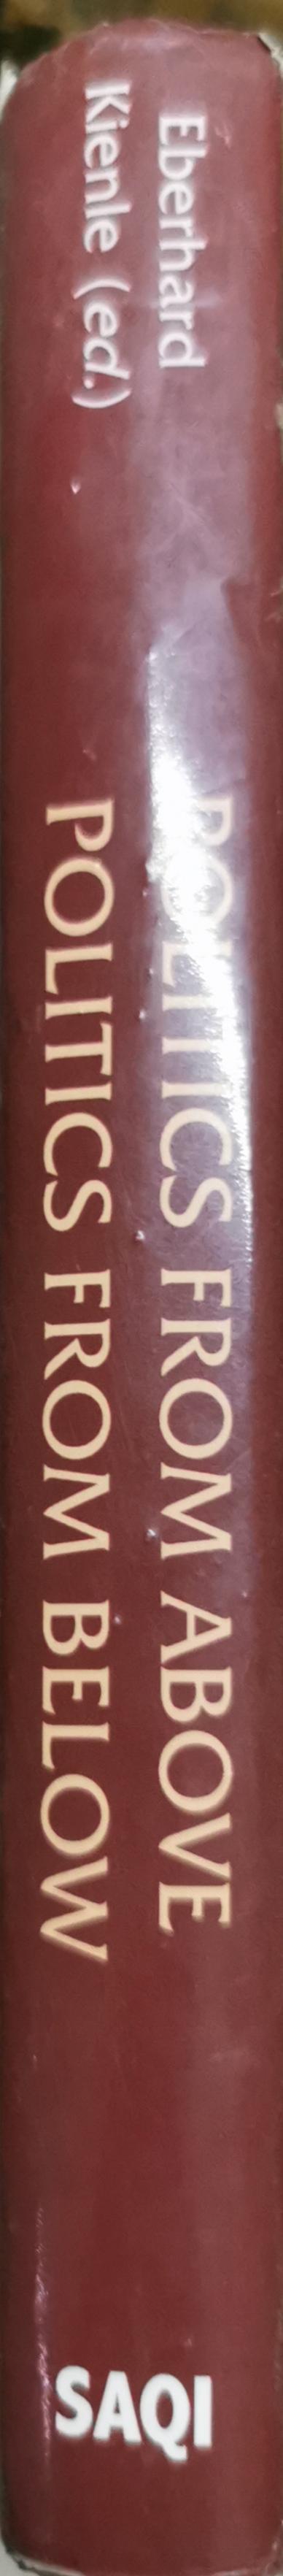 Eberhard
Kienle (ed.)
POLITICS FROM ABOVE
POLITICS FROM BELOW
SAQI